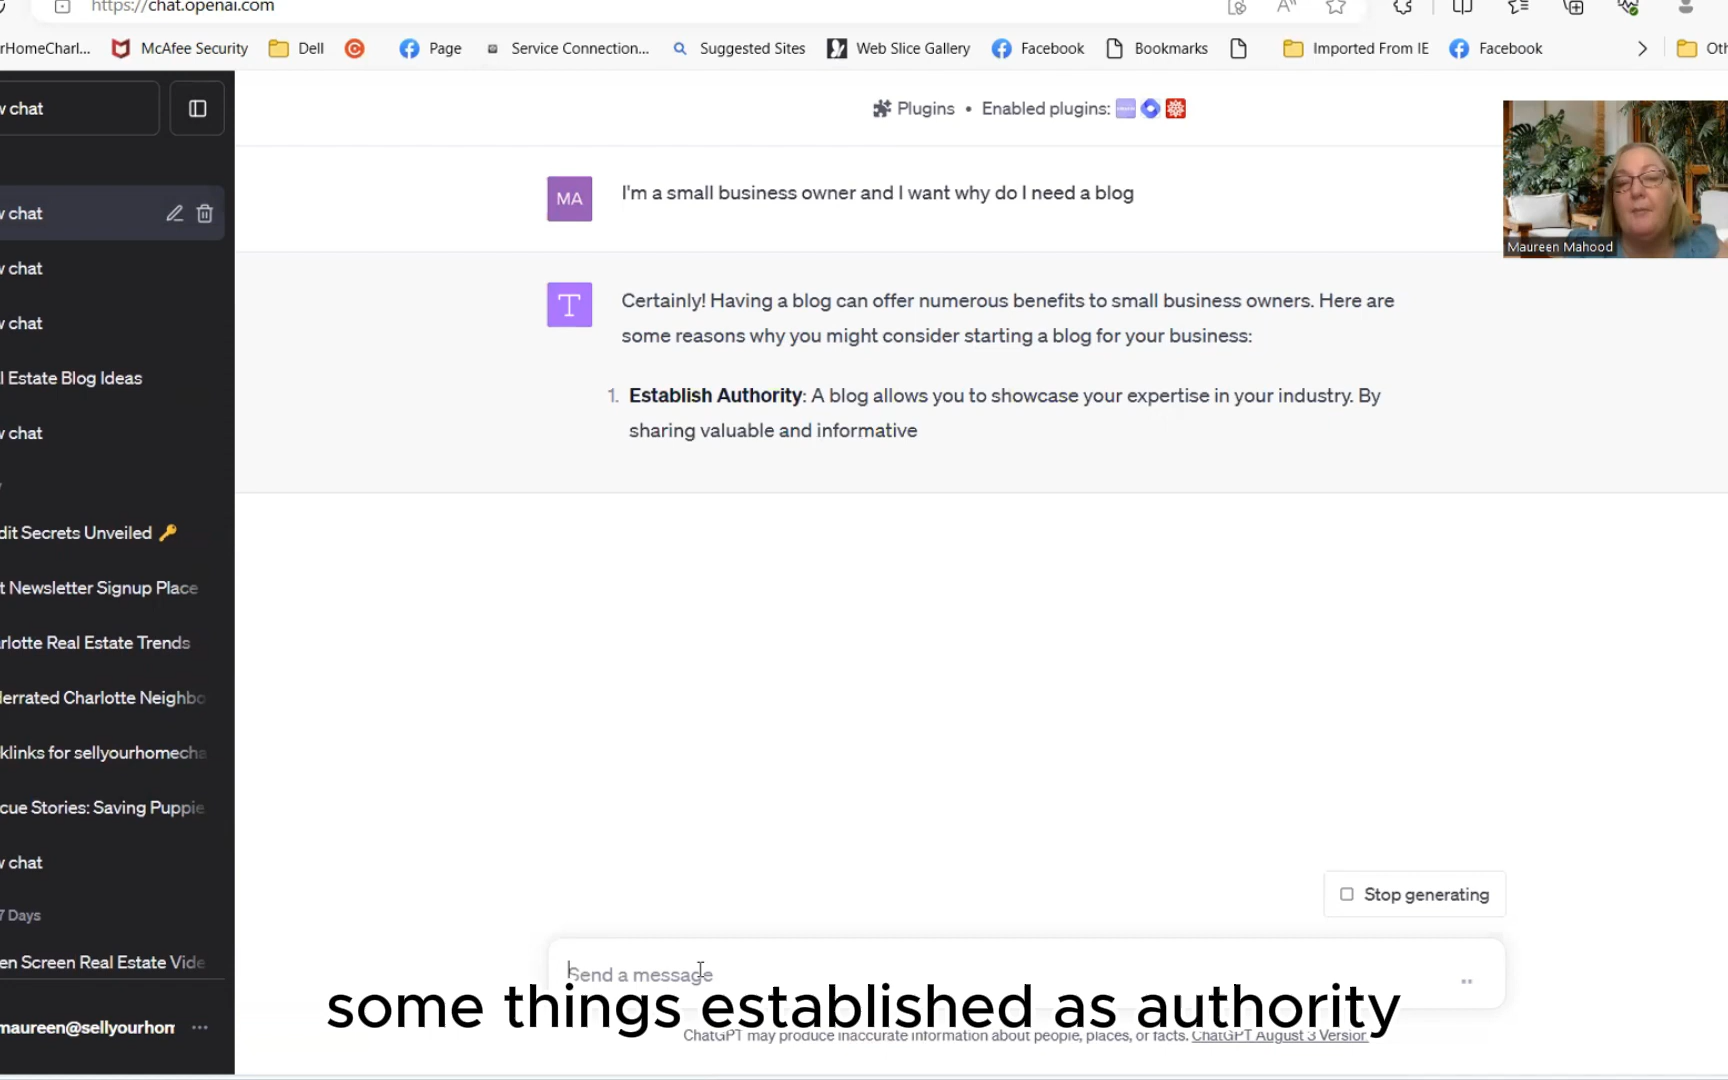 https://chat.openai.com
rHomeCharl...
McAfee Security
Dell
Page
Service Connection...
Suggested Sites
Web Slice Gallery
Facebook
Bookmarks
Imported From IE
Facebook
Oth
w chat
Plugins • Enabled plugins:
MA
I'm a small business owner and I want why do I need a blog
Maureen Mahood
T
Certainly! Having a blog can offer numerous benefits to small business owners. Here are
some reasons why you might consider starting a blog for your business:
1. Establish Authority: A blog allows you to showcase your expertise in your industry. By
sharing valuable and informative
w chat
w chat
w chat
l Estate Blog Ideas
w chat
dit Secrets Unveiled 🔑
t Newsletter Signup Place
rlotte Real Estate Trends
derrated Charlotte Neighbo
klinks for sellyourhomecha
cue Stories: Saving Puppie
w chat
7 Days
en Screen Real Estate Vide
maureen@sellyourhom
Stop generating
Send a message
some things established as authority
ChatGPT may produce inaccurate information about people, places, or facts. ChatGPT August 3 Version